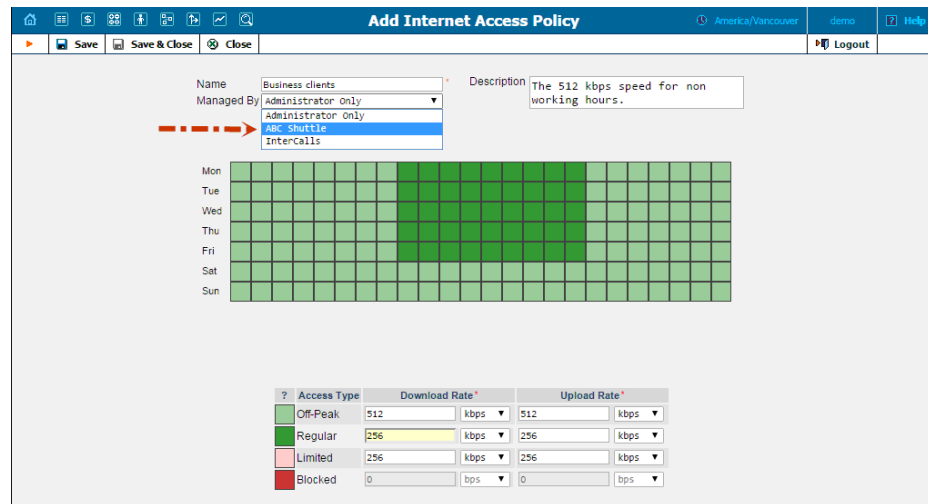 Add Internet Access Policy
America/Vancouver
demo
? Help
Save
Save & Close
Close
Logout
Name
Business clients
*
Description
The 512 kbps speed for non
working hours.
Managed By
Administrator Only
Administrator Only
ABC Shuttle
InterCalls
Mon
Tue
Wed
Thu
Fri
Sat
Sun
? Access Type Download Rate* Upload Rate*
Off-Peak 512 kbps 512 kbps
Regular 256 kbps 256 kbps
Limited 256 kbps 256 kbps
Blocked 0 bps 0 bps